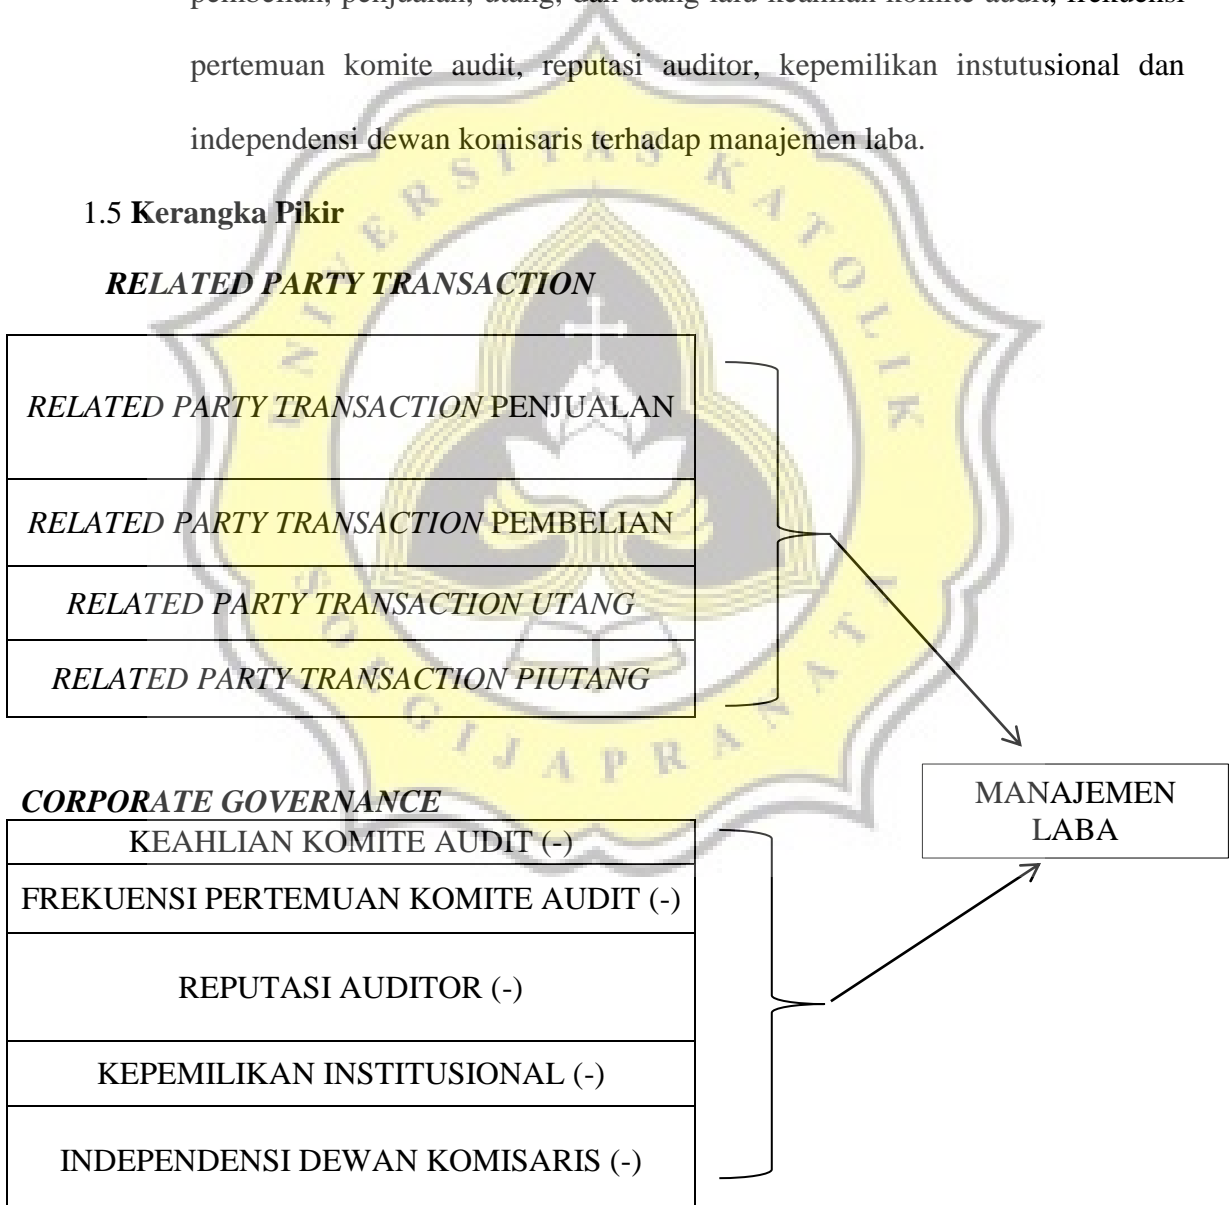 pembelian, penjualan, utang, dan utang lalu keahlian komite audit, frekuensi
pertemuan komite audit, reputasi auditor, kepemilikan instutusional dan
independensi dewan komisaris terhadap manajemen laba.
1.5 Kerangka Pikir
RELATED PARTY TRANSACTION
RELATED PARTY TRANSACTION PENJUALAN
RELATED PARTY TRANSACTION PEMBELIAN
RELATED PARTY TRANSACTION UTANG
RELATED PARTY TRANSACTION PIUTANG
CORPORATE GOVERNANCE
KEAHLIAN KOMITE AUDIT (-)
FREKUENSI PERTEMUAN KOMITE AUDIT (-)
REPUTASI AUDITOR (-)
KEPEMILIKAN INSTITUSIONAL (-)
INDEPENDENSI DEWAN KOMISARIS (-)
MANAJEMEN
LABA
UNIVERSITAS KATOLIK
SOEGIJAPRANATA